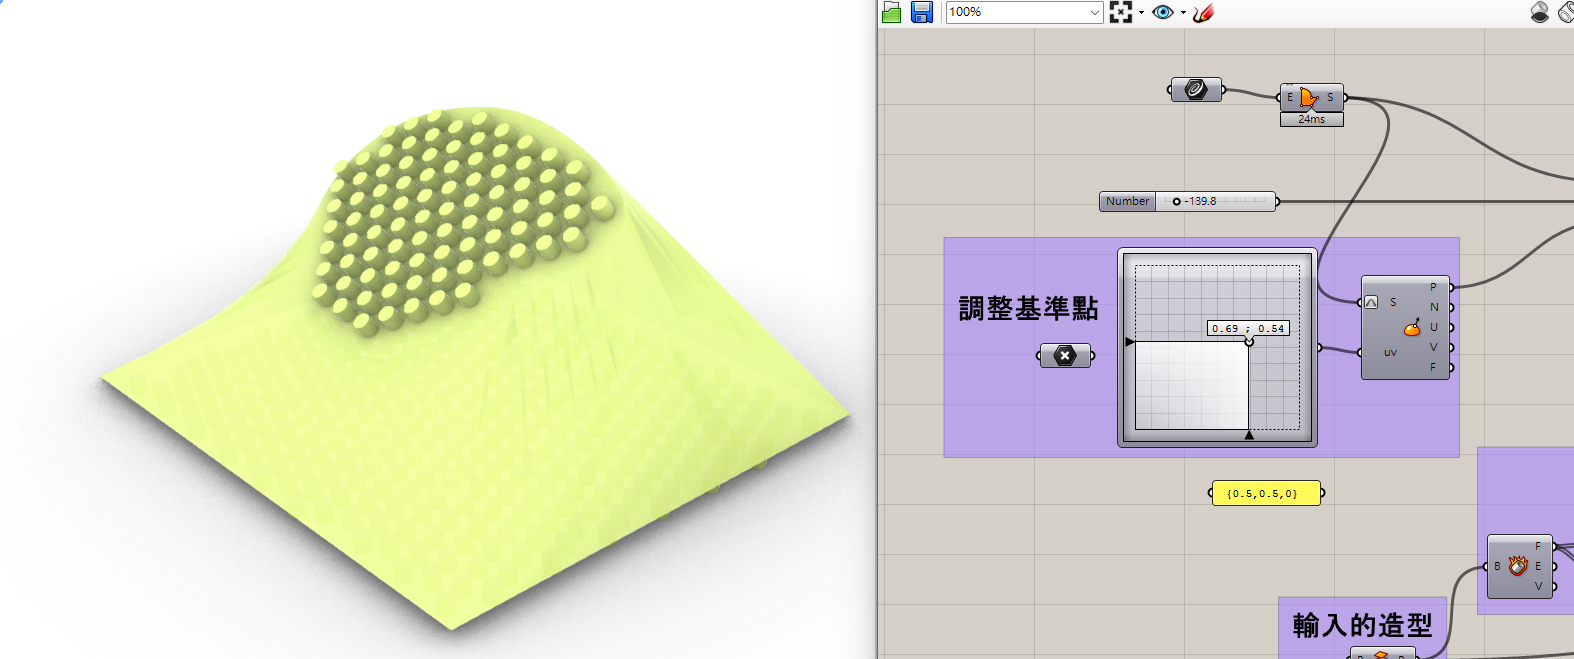 100%
E S
24ms
Number -139.8
調整基準點
0.69 ; 0.54
P
S N
U
uv V
F
{0.5,0.5,0}
F
B E
V
輸入的造型